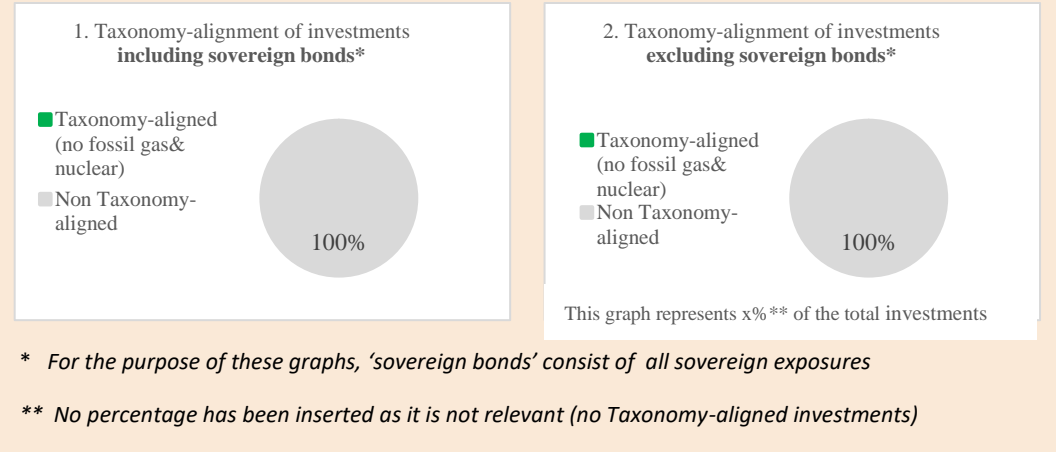 1. Taxonomy-alignment of investments
including sovereign bonds*
Taxonomy-aligned
(no fossil gas&
nuclear)
Non Taxonomy-
aligned
100%
2. Taxonomy-alignment of investments
excluding sovereign bonds*
Taxonomy-aligned
(no fossil gas&
nuclear)
Non Taxonomy-
aligned
100%
This graph represents x%** of the total investments
* For the purpose of these graphs, ‘sovereign bonds’ consist of all sovereign exposures
** No percentage has been inserted as it is not relevant (no Taxonomy-aligned investments)